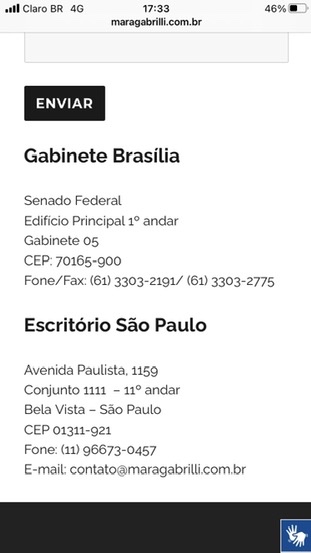 Claro BR 4G 17:33 46%
maragabrilli.com.br
ENVIAR
Gabinete Brasília
Senado Federal
Edifício Principal 1º andar
Gabinete 05
CEP: 70165-900
Fone/Fax: (61) 3303-2191/ (61) 3303-2775
Escritório São Paulo
Avenida Paulista, 1159
Conjunto 1111 – 11º andar
Bela Vista – São Paulo
CEP 01311-921
Fone: (11) 96673-0457
E-mail: contato@maragabrilli.com.br